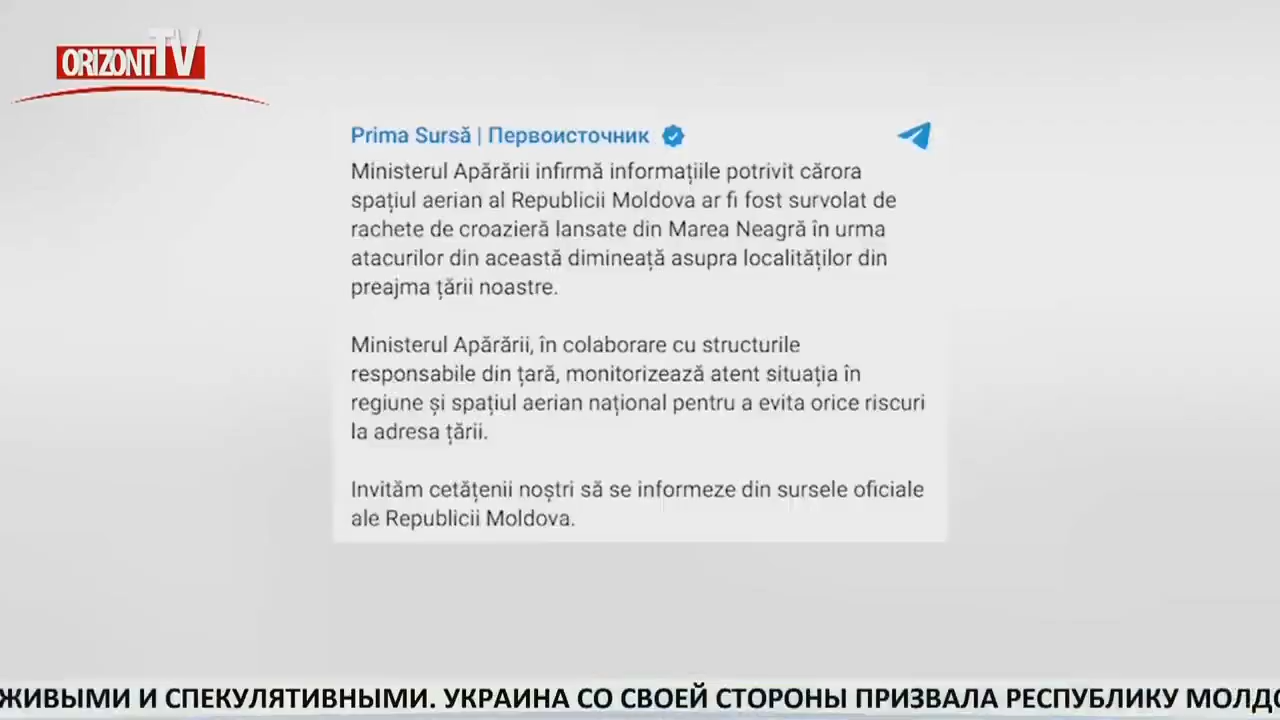 ORIZONT TV
Prima Sursă | Первоисточник
Ministerul Apărării infirmă informațiile potrivit cărora
spațiul aerian al Republicii Moldova ar fi fost survolat de
rachete de croazieră lansate din Marea Neagră în urma
atacurilor din această dimineață asupra localităților din
preajma țării noastre.
Ministerul Apărării, în colaborare cu structurile
responsabile din țară, monitorizează atent situația în
regiune și spațiul aerian național pentru a evita orice riscuri
la adresa țării.
Invităm cetățenii noștri să se informeze din sursele oficiale
ale Republicii Moldova.
ЖИВЫМИ И СПЕКУЛЯТИВНЫМИ. УКРАИНА СО СВОЕЙ СТОРОНЫ ПРИЗВАЛА РЕСПУБЛИКУ МОЛДО